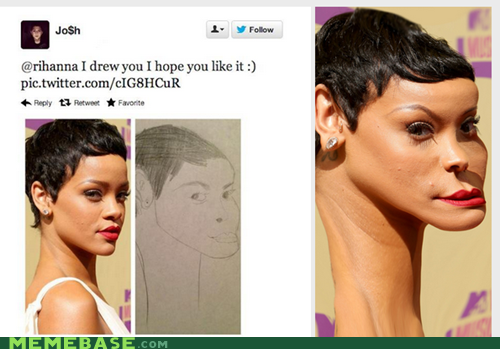 Jo$h
Follow
@rihanna I drew you I hope you like it :)
pic.twitter.com/cIG8HCuR
Reply Retweet Favorite
MEMEBASE.COM